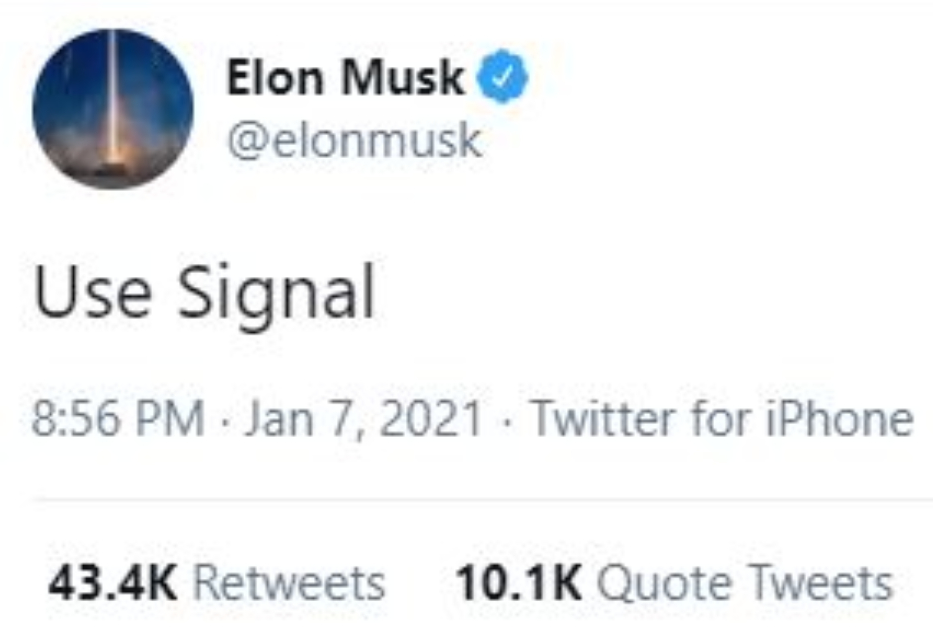 Elon Musk
@elonmusk
Use Signal
8:56 PM · Jan 7, 2021 · Twitter for iPhone
43.4K Retweets 10.1K Quote Tweets